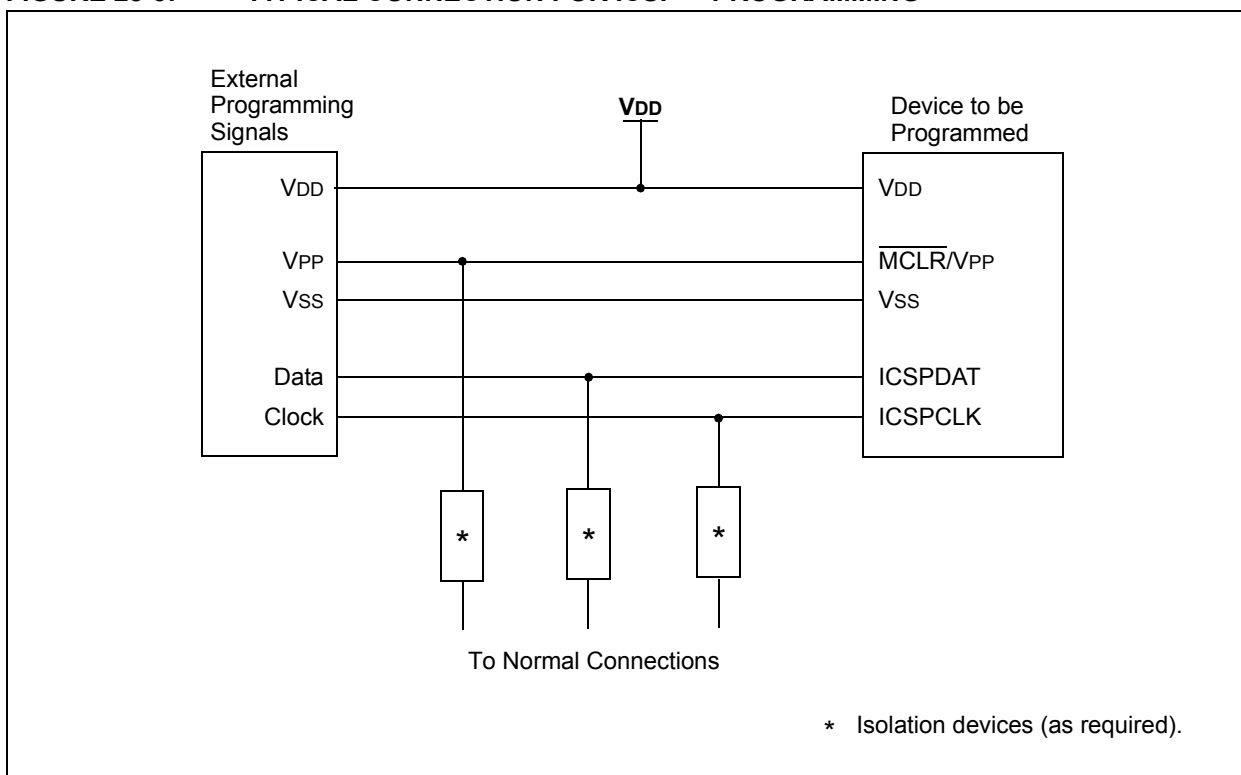 External
Programming
Signals
VDD
Device to be
Programmed
VDD
VDD
VPP
MCLR/VPP
VSS
VSS
Data
ICSPDAT
Clock
ICSPCLK
*
*
*
To Normal Connections
* Isolation devices (as required).